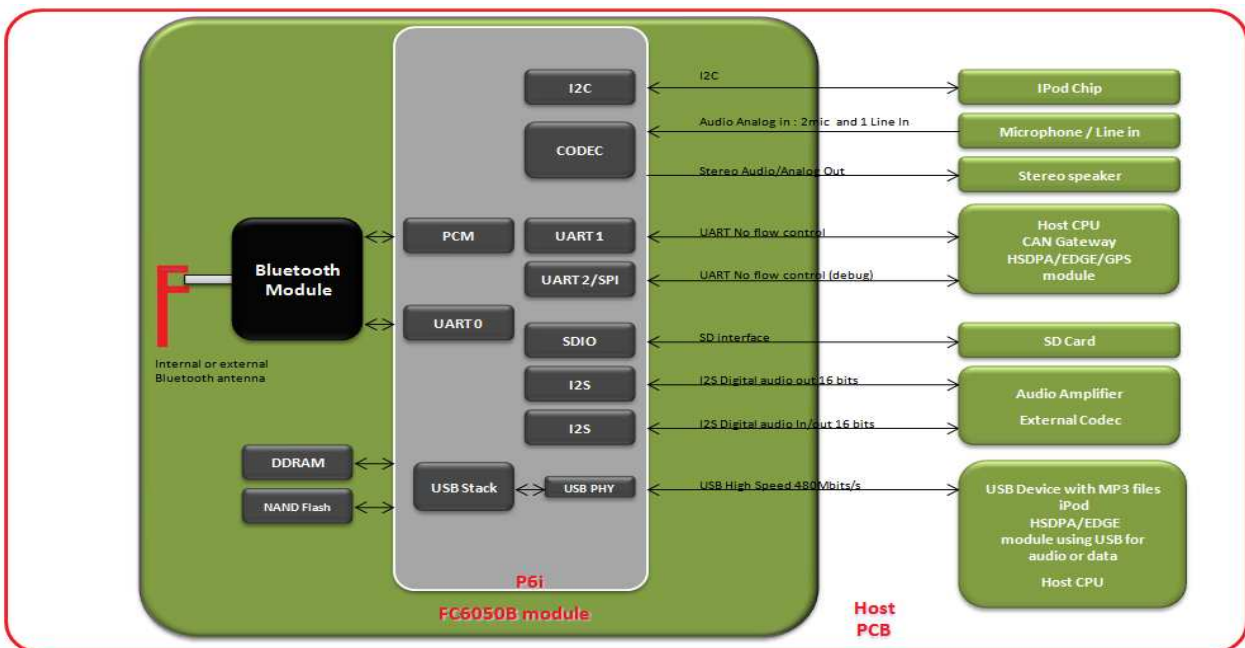 I2C
I2C
IPod Chip
Audio Analog in : 2mic  and 1 Line In
CODEC
Microphone / Line in
Stereo Audio/Analog Out
Stereo speaker
Bluetooth
Module
PCM
UART 1
UART No flow control
Host CPU
CAN Gateway
HSDPA/EDGE/GPS
module
UART 2/SPI
UART No flow control (debug)
Internal or external
Bluetooth antenna
UART 0
SDIO
SD interface
SD Card
I2S
I2S Digital audio out 16 bits
Audio Amplifier
External Codec
I2S
I2S Digital audio In/out 16 bits
DDRAM
NAND Flash
USB Stack
USB PHY
USB High Speed 480Mbits/s
USB Device with MP3 files
iPod
HSDPA/EDGE
module using USB for
audio or data
Host CPU
P6i
FC6050B module
Host
PCB